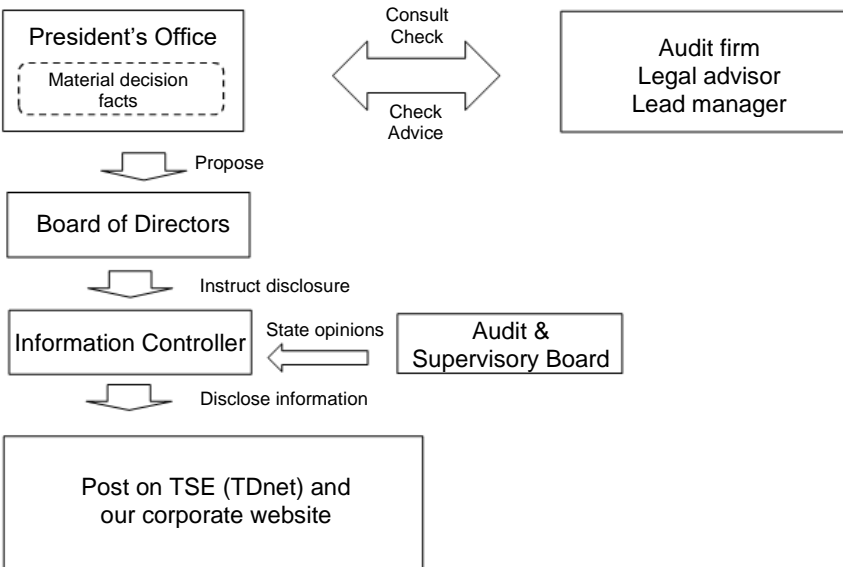 President’s Office
Material decision
facts
Consult
Check
Check
Advice
Audit firm
Legal advisor
Lead manager
Propose
Board of Directors
Instruct disclosure
Information Controller
State opinions
Audit &
Supervisory Board
Disclose information
Post on TSE (TDnet) and
our corporate website